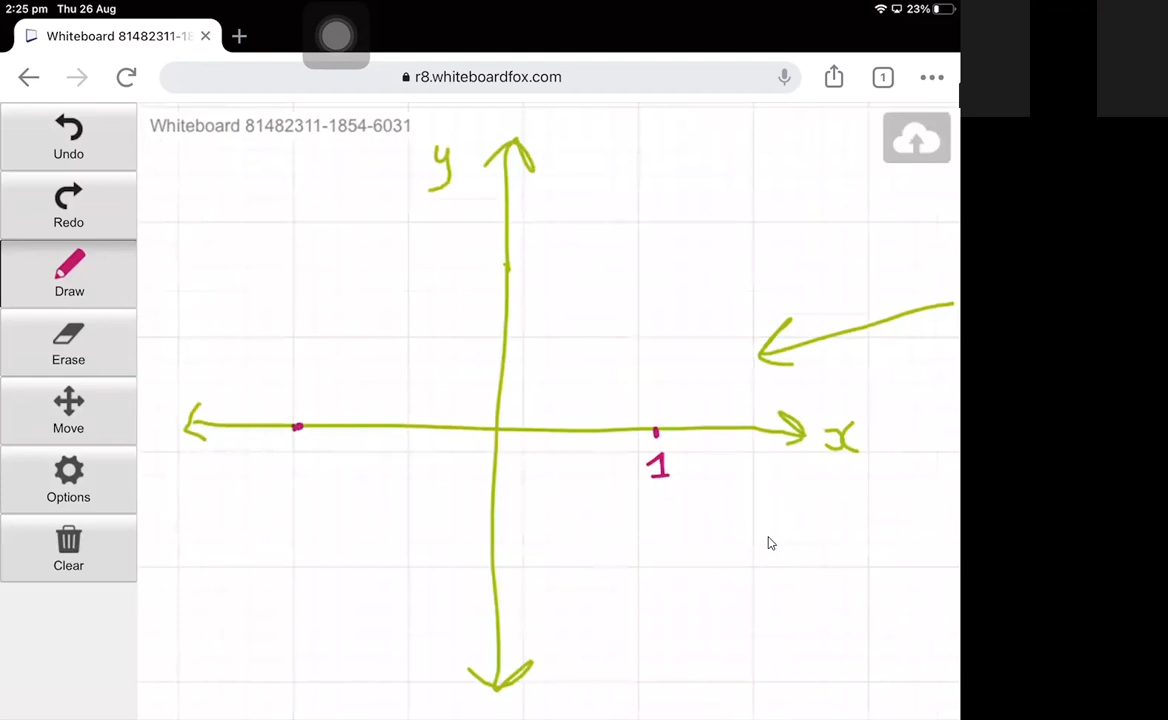 2:25 pm Thu 26 Aug 23%
Whiteboard 81482311-18
r8.whiteboardfox.com
1
Whiteboard 81482311-1854-6031
Undo
Redo
Draw
Erase
Move
Options
Clear
y
x
1